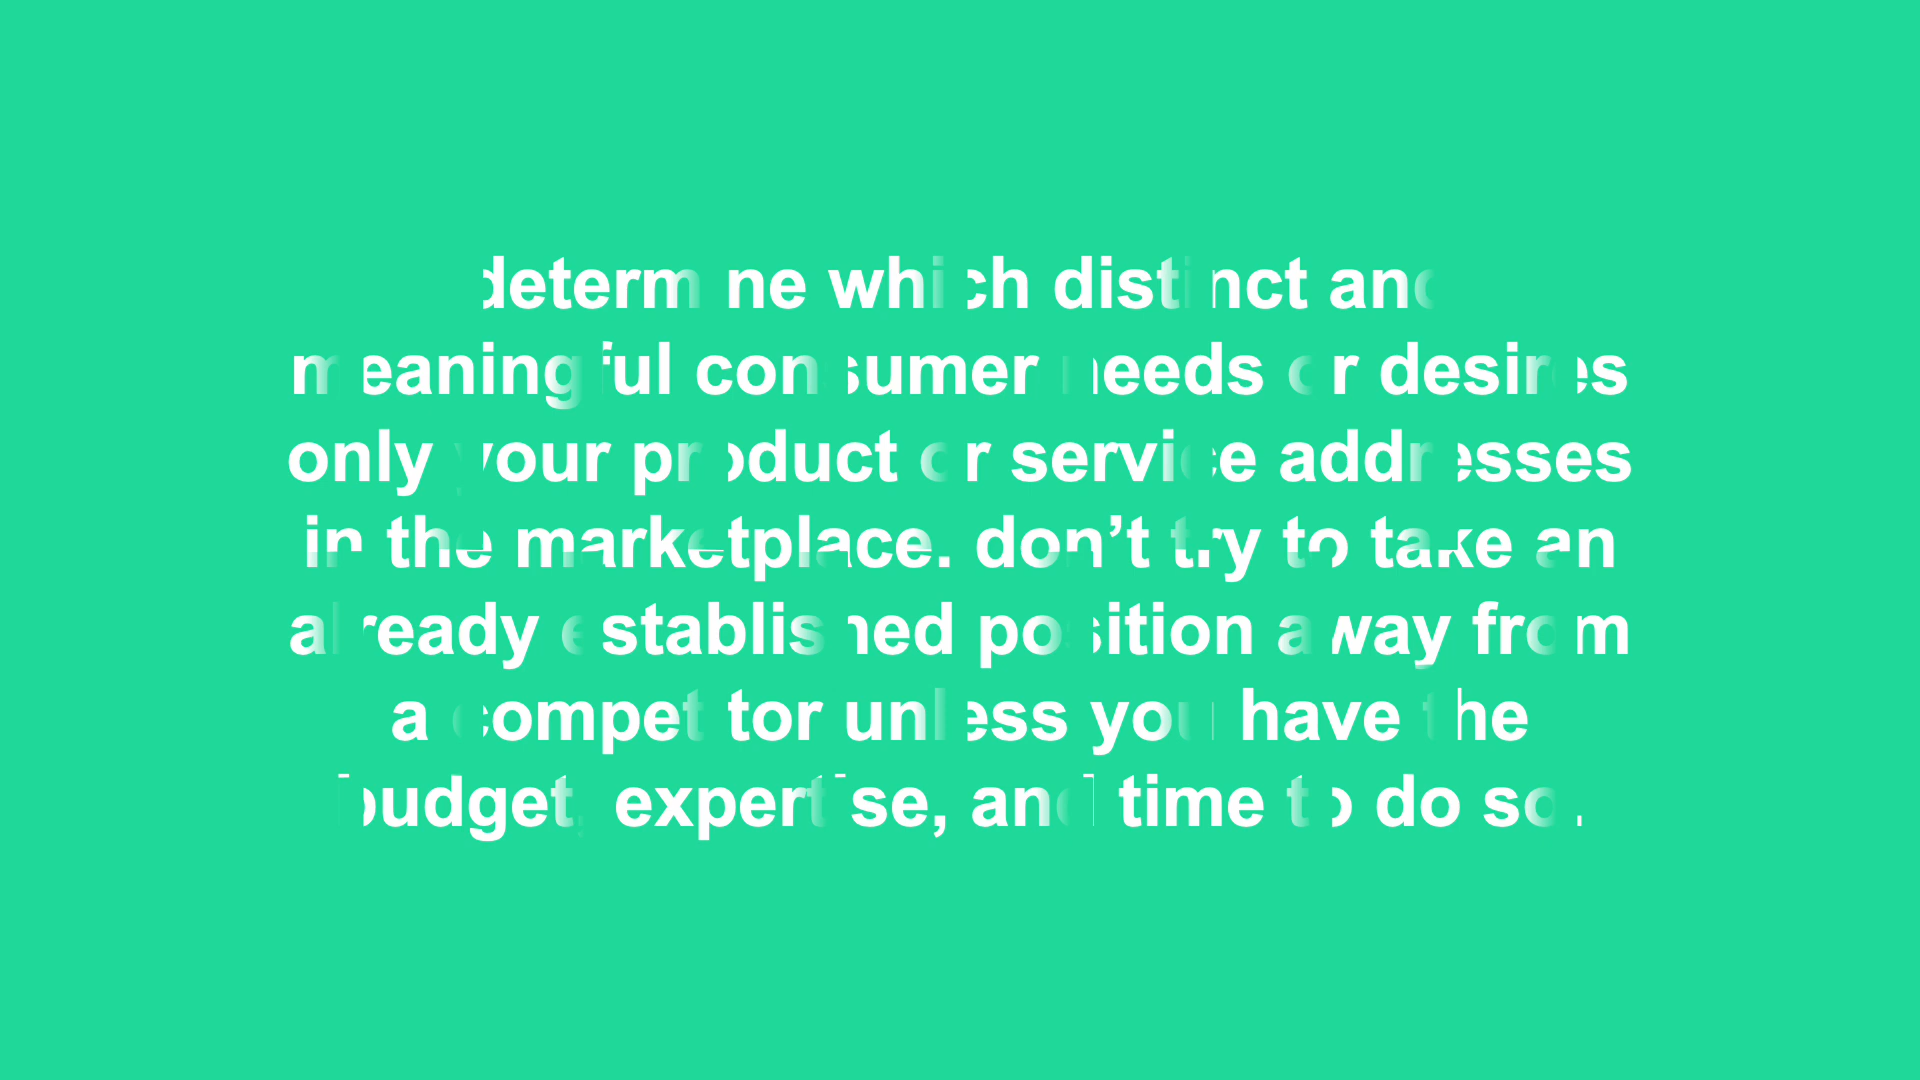 determine which distinct and
meaningful consumer needs or desires
only your product or service addresses
in the marketplace. don’t try to take an
already established position away from
a competitor unless you have the
budget, expertise, and time to do so.